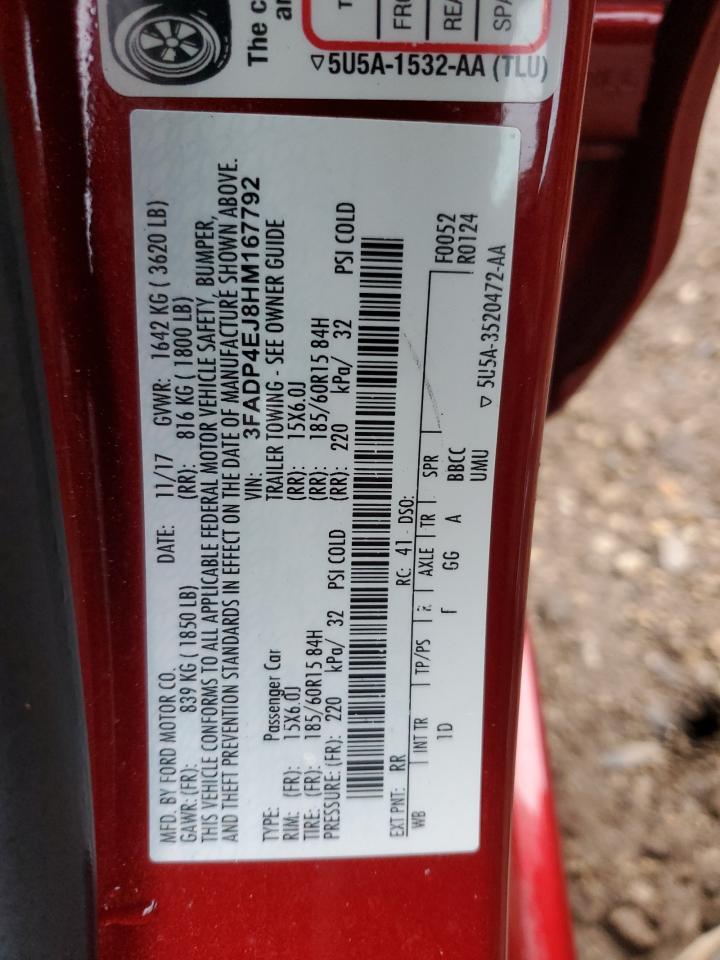 The c
an
T
FRO
REA
SPA
▽5U5A-1532-AA (TLU)
MFD. BY FORD MOTOR CO. DATE: 11/17 GVWR: 1642 KG ( 3620 LB)
GAWR: (FR): 839 KG ( 1850 LB) (RR): 816 KG ( 1800 LB)
THIS VEHICLE CONFORMS TO ALL APPLICABLE FEDERAL MOTOR VEHICLE SAFETY, BUMPER,
AND THEFT PREVENTION STANDARDS IN EFFECT ON THE DATE OF MANUFACTURE SHOWN ABOVE.
VIN: 3FADP4EJ8HM167792
TYPE: Passenger Car TRAILER TOWING - SEE OWNER GUIDE
RIM: (FR): 15X6.0J (RR): 15X6.0J
TIRE: (FR): 185/60R15 84H (RR): 185/60R15 84H
PRESSURE: (FR): 220 kPa/ 32 PSI COLD (RR): 220 kPa/ 32 PSI COLD
EXT PNT: RR RC: 41 DSO: F0052
WB INT TR TP/PS R AXLE TR SPR R0124
1D GG A BBCC
UMU ▽ 5U5A-3520472-AA